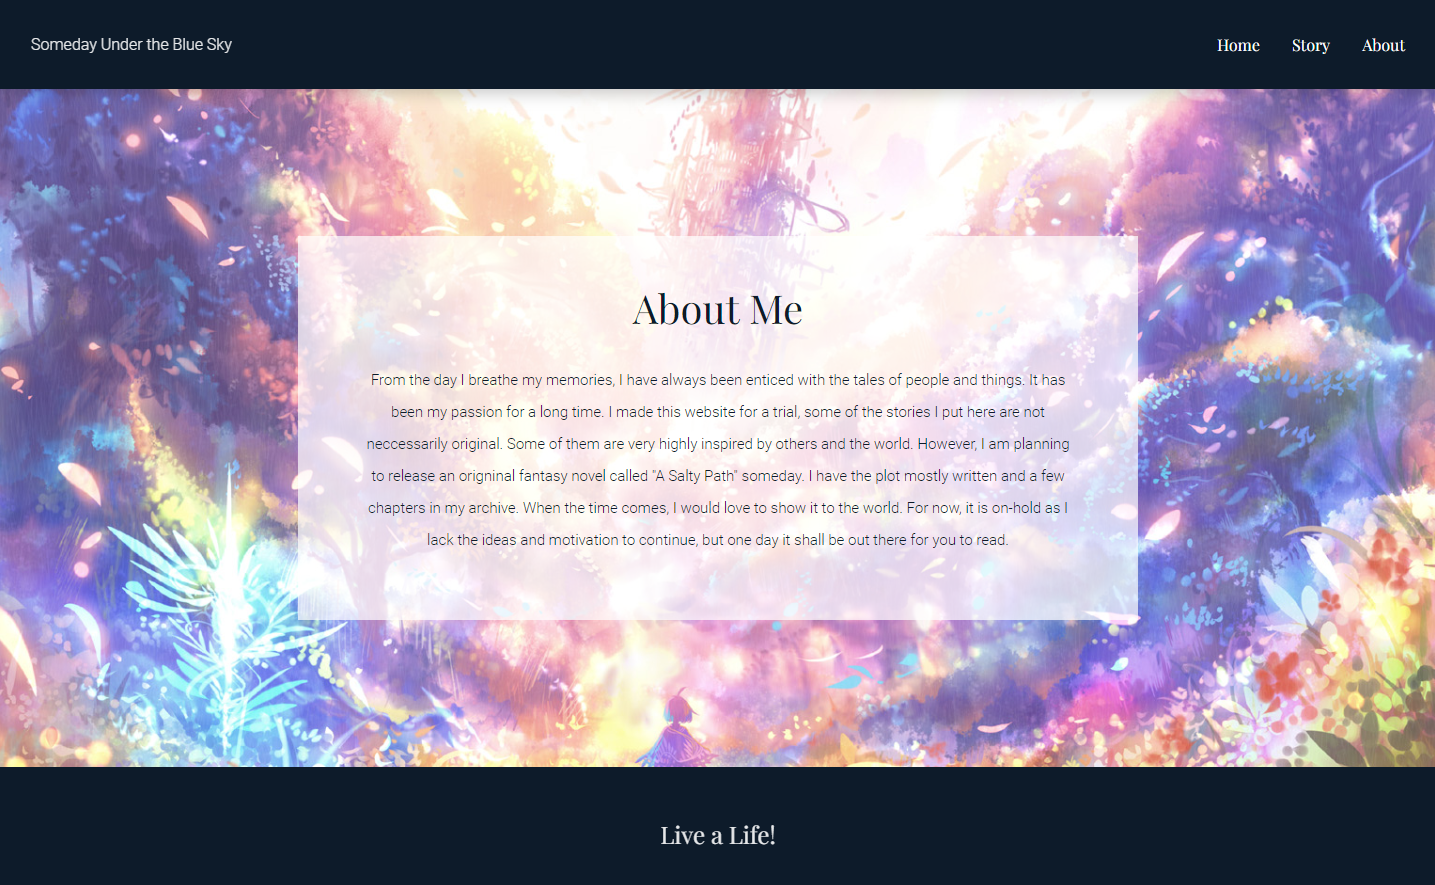 Someday Under the Blue Sky
Home Story About
About Me
From the day I breathe my memories, I have always been enticed with the tales of people and things. It has
been my passion for a long time. I made this website for a trial, some of the stories I put here are not
neccessarily original. Some of them are very highly inspired by others and the world. However, I am planning
to release an origninal fantasy novel called "A Salty Path" someday. I have the plot mostly written and a few
chapters in my archive. When the time comes, I would love to show it to the world. For now, it is on-hold as I
lack the ideas and motivation to continue, but one day it shall be out there for you to read.
Live a Life!